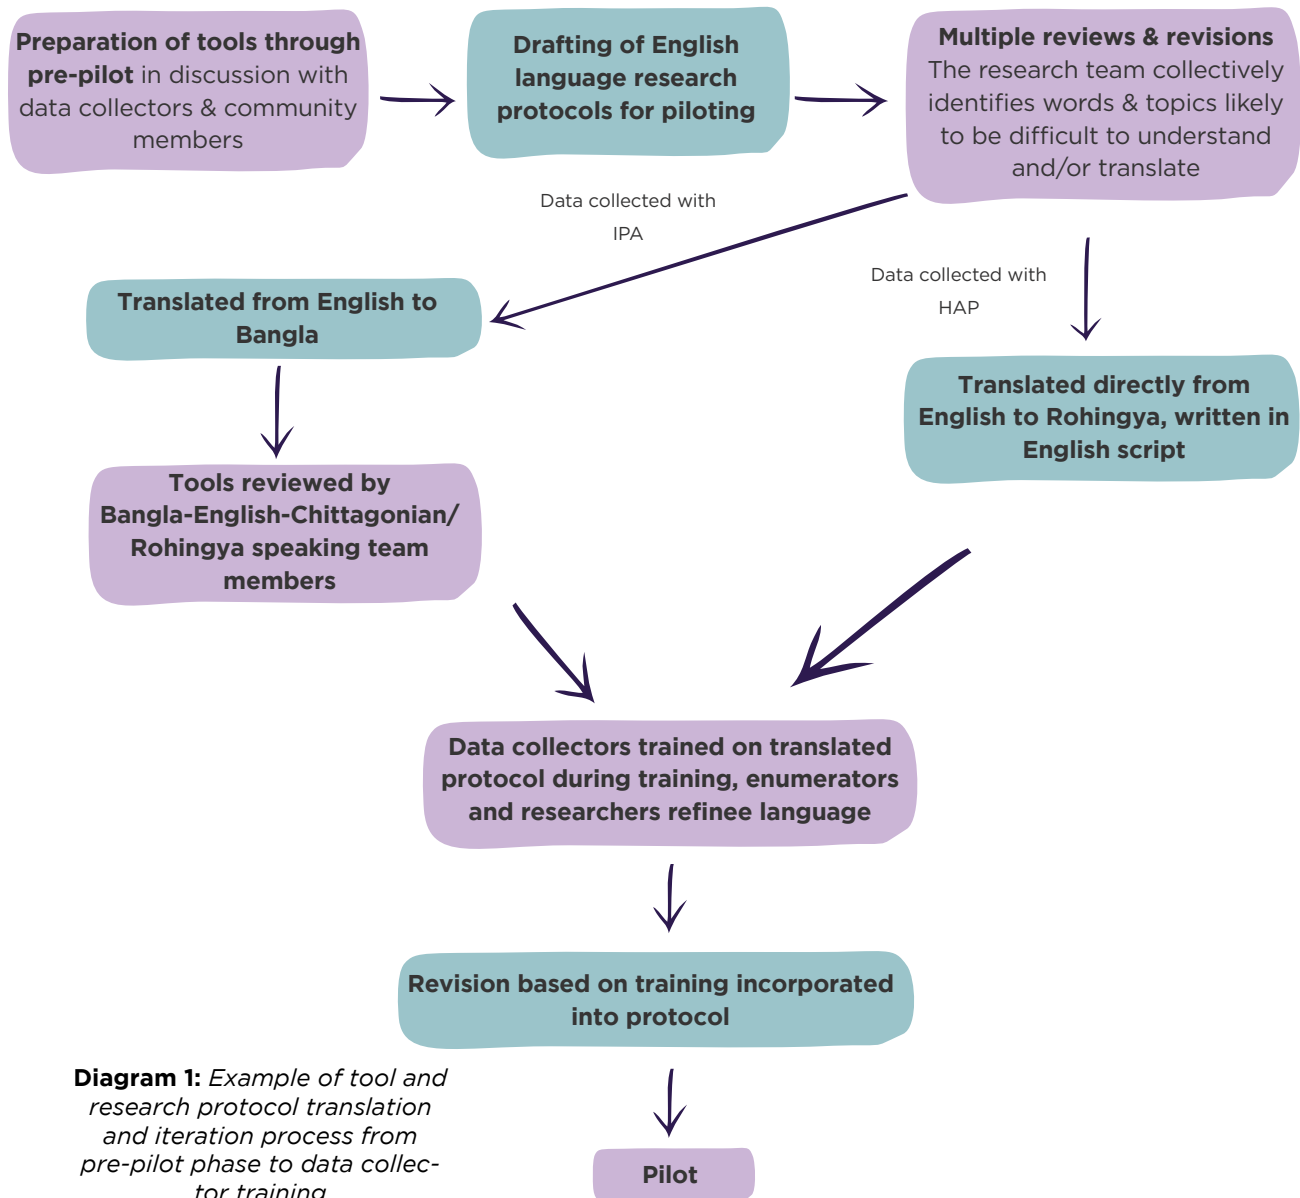 Preparation of tools through
pre-pilot in discussion with
data collectors & community
members
Drafting of English
language research
protocols for piloting
Multiple reviews & revisions
The research team collectively
identifies words & topics likely
to be difficult to understand
and/or translate
Data collected with
IPA
Data collected with
HAP
Translated from English to
Bangla
Translated directly from
English to Rohingya, written in
English script
Tools reviewed by
Bangla-English-Chittagonian/
Rohingya speaking team
members
Data collectors trained on translated
protocol during training, enumerators
and researchers refinee language
Revision based on training incorporated
into protocol
Diagram 1: Example of tool and
research protocol translation
and iteration process from
pre-pilot phase to data collec-
tor training
Pilot